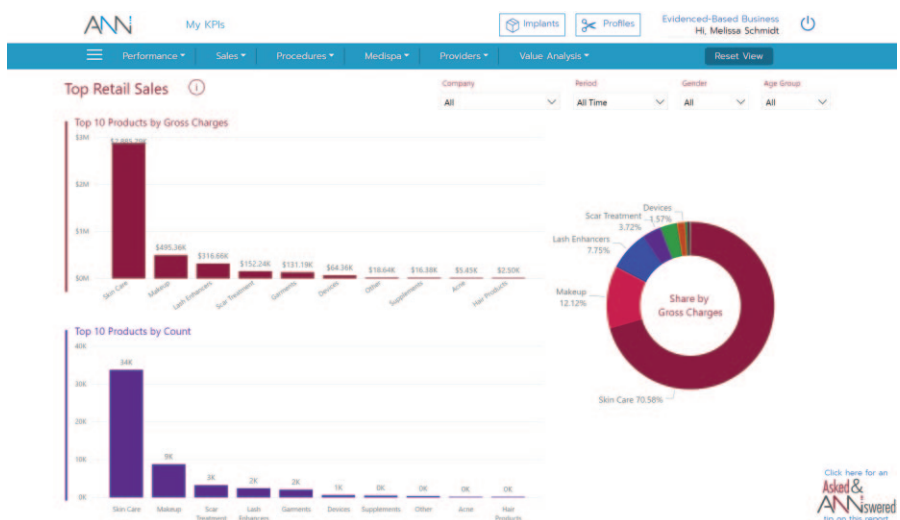 ANN My KPIs Implants Profiles Evidenced-Based Business
Hi, Melissa Schmidt
Performance Sales Procedures Medispa Providers Value Analysis Reset View
Top Retail Sales
Company Period Gender Age Group
All All Time All All
Top 10 Products by Gross Charges
$3M
$2M
$1M
$0M
$495.36K $316.66K $152.24K $131.19K $64.36K $16.64K $16.38K $5.45K $2.50K
Skin Care Makeup Lash Enhancers Scar Treatment Garments Devices Other Supplements Acne Hair Products
Devices
1.57%
Scar Treatment
3.72%
Lash Enhancers
7.75%
Makeup
12.12%
Share by
Gross Charges
Skin Care 70.58%
Top 10 Products by Count
40K
30K
20K
10K
0K
34K 9K 3K 2K 2K 1K 0K 0K 0K 0K
Skin Care Makeup Scar Treatment Lash Enhancers Garments Devices Supplements Other Acne Hair Products
Click here for an
Asked &
ANNswered
tip on this report